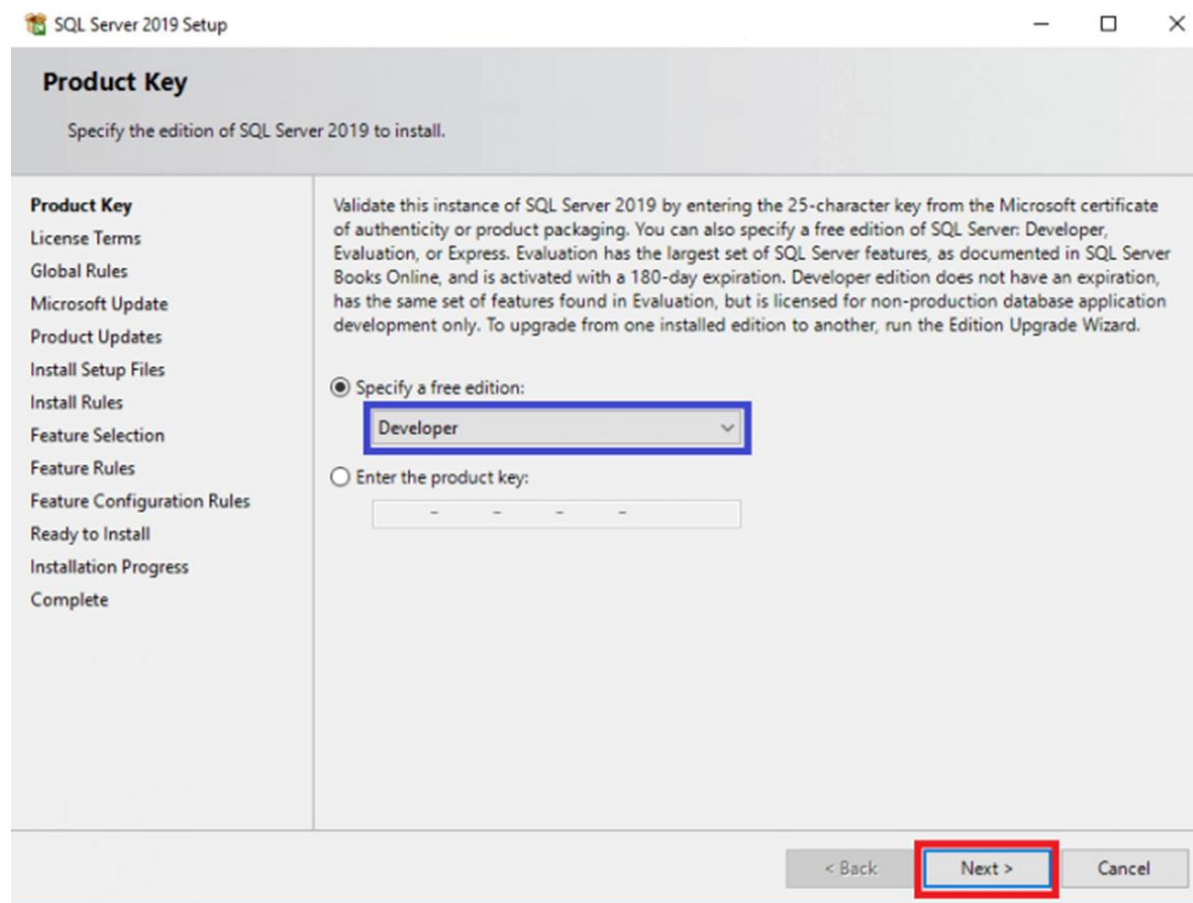 SQL Server 2019 Setup
Product Key
Specify the edition of SQL Server 2019 to install.
Product Key
License Terms
Global Rules
Microsoft Update
Product Updates
Install Setup Files
Install Rules
Feature Selection
Feature Rules
Feature Configuration Rules
Ready to Install
Installation Progress
Complete
Validate this instance of SQL Server 2019 by entering the 25-character key from the Microsoft certificate
of authenticity or product packaging. You can also specify a free edition of SQL Server: Developer,
Evaluation, or Express. Evaluation has the largest set of SQL Server features, as documented in SQL Server
Books Online, and is activated with a 180-day expiration. Developer edition does not have an expiration,
has the same set of features found in Evaluation, but is licensed for non-production database application
development only. To upgrade from one installed edition to another, run the Edition Upgrade Wizard.
Specify a free edition:
Developer
Enter the product key:
- - - -
< Back Next > Cancel